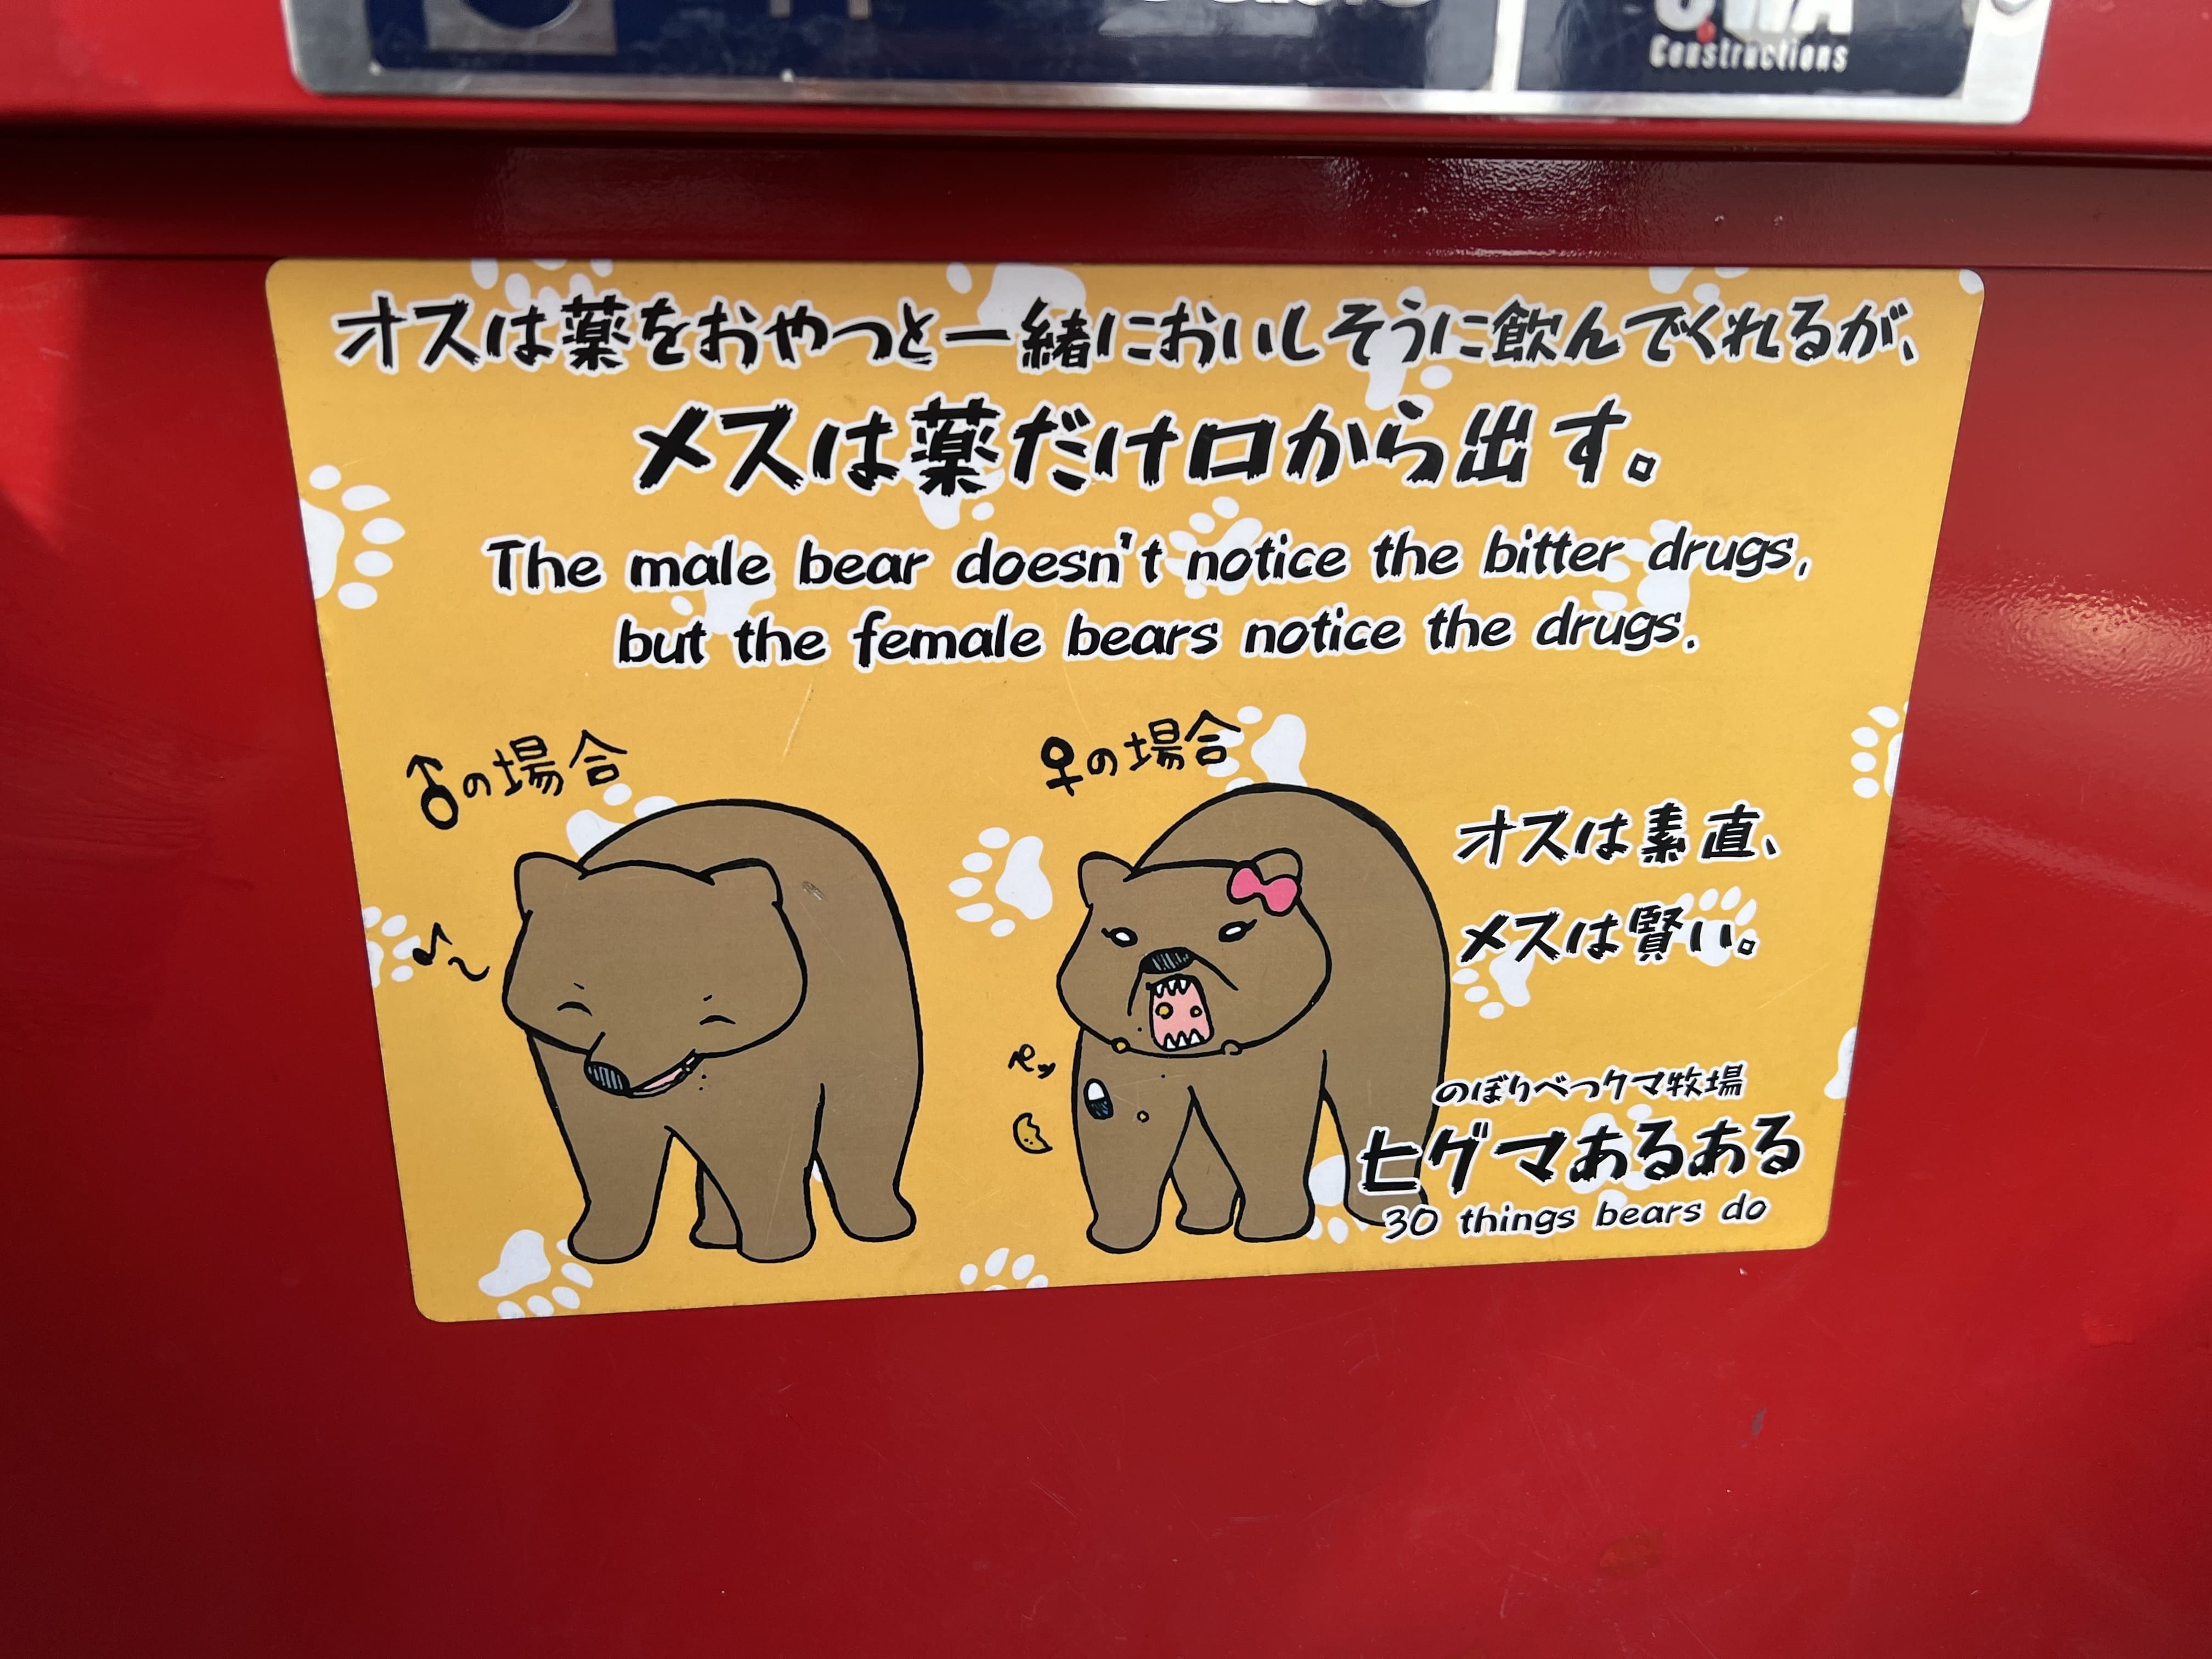 Constructions
オスは薬をおやつと一緒においしそうに飲んでくれるが、
メスは薬だけ口から出す。
The male bear doesn't notice the bitter drugs,
but the female bears notice the drugs.
♂の場合
♀の場合
オスは素直、
メスは賢い。
ペッ
のぼりべつクマ牧場
ヒグマあるある
30 things bears do